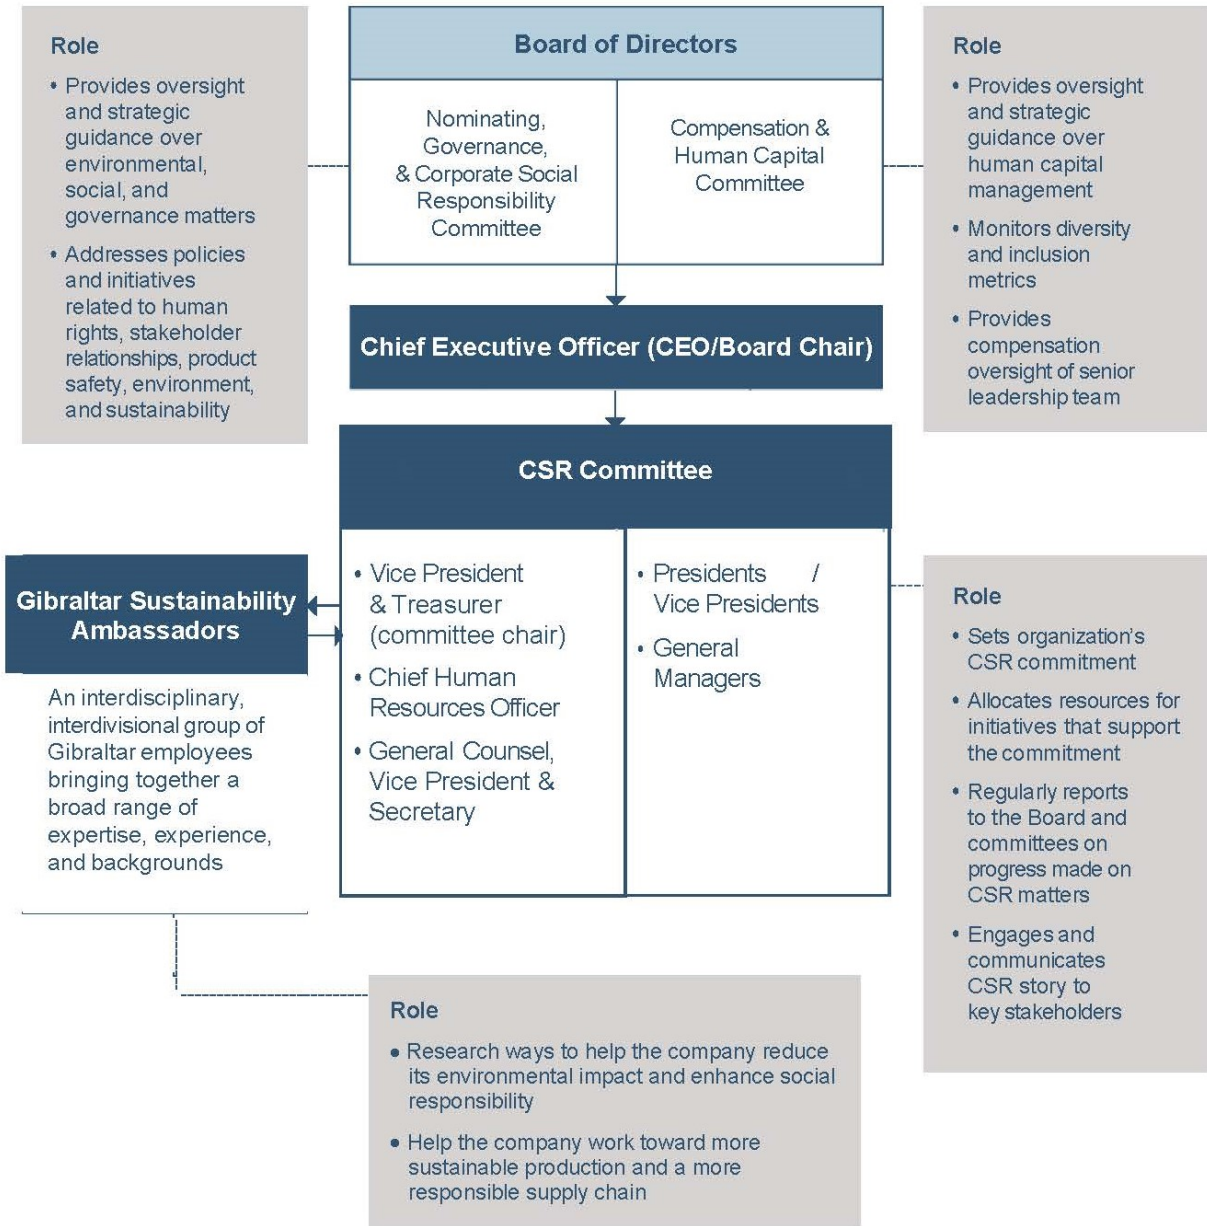 Role
• Provides oversight
and strategic
guidance over
environmental,
social, and
governance matters
• Addresses policies
and initiatives
related to human
rights, stakeholder
relationships, product
safety, environment,
and sustainability
Board of Directors
Nominating,
Governance,
& Corporate Social
Responsibility
Committee
Compensation &
Human Capital
Committee
Role
• Provides oversight
and strategic
guidance over
human capital
management
• Monitors diversity
and inclusion
metrics
• Provides
compensation
oversight of senior
leadership team
Chief Executive Officer (CEO/Board Chair)
CSR Committee
• Vice President
& Treasurer
(committee chair)
• Chief Human
Resources Officer
• General Counsel,
Vice President &
Secretary
• Presidents /
Vice Presidents
• General
Managers
Gibraltar Sustainability
Ambassadors
An interdisciplinary,
interdivisional group of
Gibraltar employees
bringing together a
broad range of
expertise, experience,
and backgrounds
Role
• Sets organization's
CSR commitment
• Allocates resources for
initiatives that support
the commitment
• Regularly reports
to the Board and
committees on
progress made on
CSR matters
• Engages and
communicates
CSR story to
key stakeholders
Role
• Research ways to help the company reduce
its environmental impact and enhance social
responsibility
• Help the company work toward more
sustainable production and a more
responsible supply chain